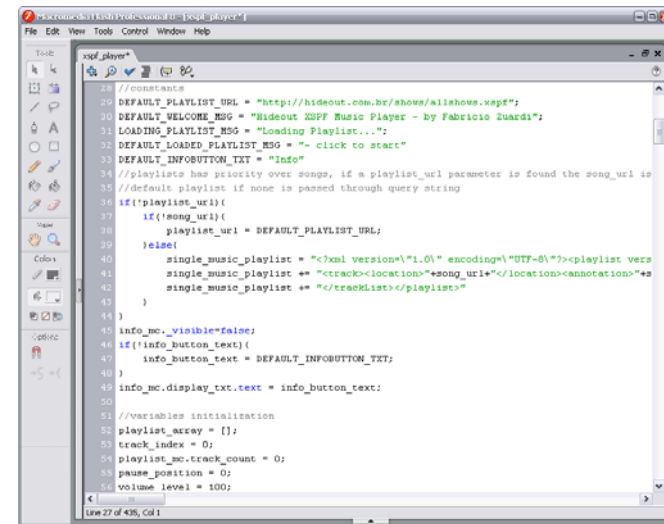 Macromedia Flash Professional 8 - [xspf_player*]
File Edit View Tools Control Window Help
Tools
xspf_player*
28 //constants
29 DEFAULT_PLAYLIST_URL = "http://hideout.com.br/shows/allshows.xspf";
30 DEFAULT_WELCOME_MSG = "Hideout XSPF Music Player - by Fabricio Zuardi";
31 LOADING_PLAYLIST_MSG = "Loading Playlist...";
32 DEFAULT_LOADED_PLAYLIST_MSG = "- click to start"
33 DEFAULT_INFOBUTTON_TXT = "Info"
34 //playlists has priority over songs, if a playlist_url parameter is found the song_url is
35 //default playlist if none is passed through query string
36 if(!playlist_url){
37 if(!song_url){
38 playlist_url = DEFAULT_PLAYLIST_URL;
39 }else{
40 single_music_playlist = "<?xml version=\"1.0\" encoding=\"UTF-8\"?><playlist vers
41 single_music_playlist += "<track><location>"+song_url+"</location><annotation>"+s
42 single_music_playlist += "</trackList></playlist>"
43 }
44 }
45 info_mc._visible=false;
46 if(!info_button_text){
47 info_button_text = DEFAULT_INFOBUTTON_TXT;
48 }
49 info_mc.display_txt.text = info_button_text;
50
51 //variables initialization
52 playlist_array = [];
53 track_index = 0;
54 playlist_mc.track_count = 0;
55 pause_position = 0;
56 volume_level = 100;
View
Colors
Options
Line 27 of 435, Col 1